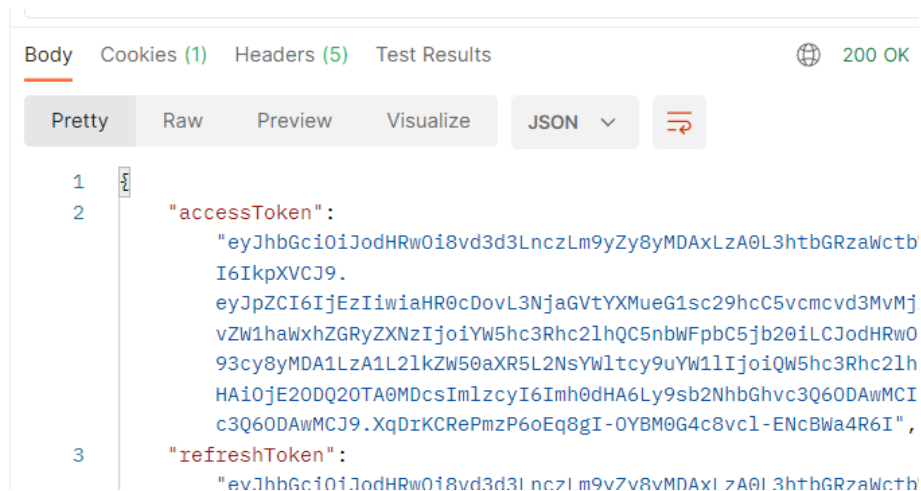 Body Cookies (1) Headers (5) Test Results 200 OK
Pretty Raw Preview Visualize JSON
1 {
2 "accessToken":
"eyJhbGciOiJodHRwOi8vd3d3LnczLm9yZy8yMDAxLzA0L3htbGRzaWctb
I6IkpXVCJ9.
eyJpZCI6IjEzIiwiaHR0cDovL3NjaGVtYXMueG1sc29hcC5vcmcvd3MvMj
vZW1haWxhZGRyZXNzIjoiYW5hc3Rhc2lhQC5nbWFpbC5jb20iLCJodHRwO
93cy8yMDA1LzA1L2lkZW50aXR5L2NsYWltcy9uYW1lIjoiQW5hc3Rhc2lh
HAiOjE2ODQ2OTA0MDcsImlzcyI6Imh0dHA6Ly9sb2NhbGhvc3Q6ODAwMCI
c3Q6ODAwMCJ9.XqDrKCRePmzP6oEq8gI-OYBM0G4c8vcl-ENcBWa4R6I",
3 "refreshToken":
"eyJhbGciOiJodHRwOi8vd3d3LnczLm9yZy8yMDAxLzA0L3htbGRzaWctb